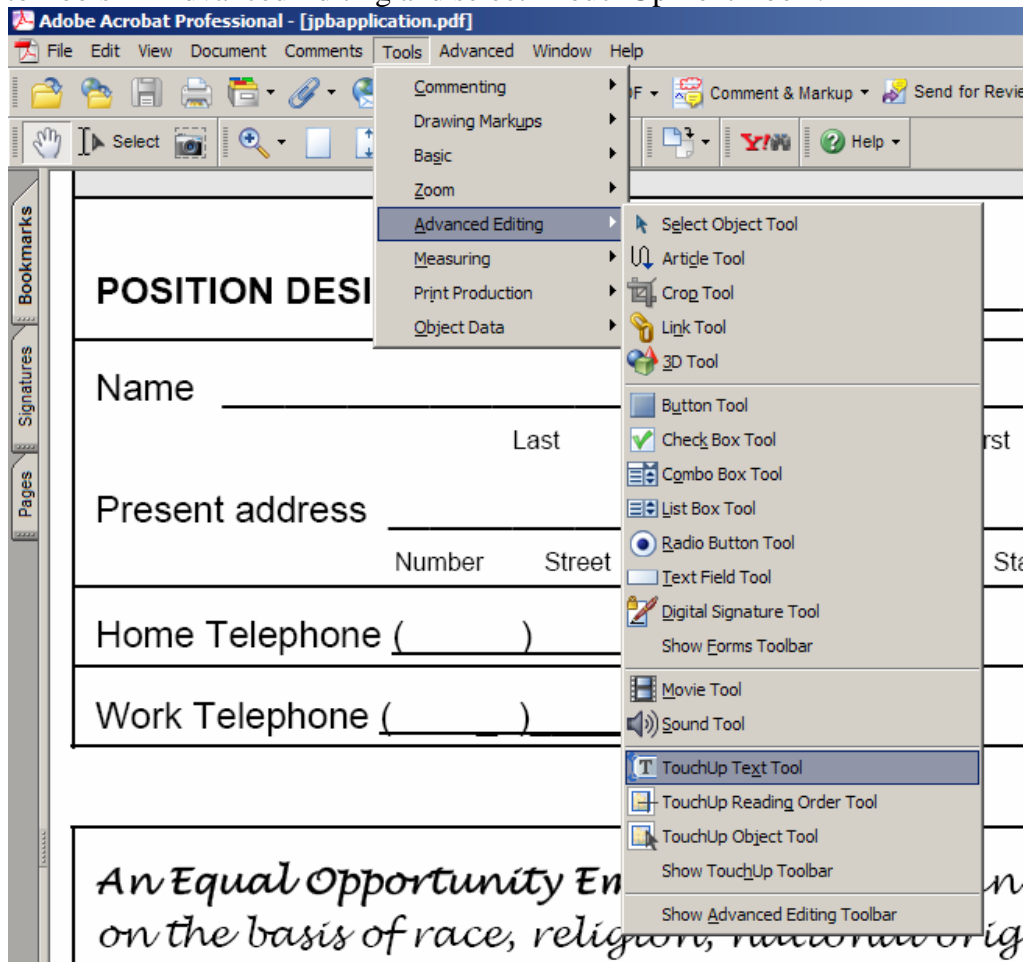 Adobe Acrobat Professional - [jpbapplication.pdf]
File Edit View Document Comments Tools Advanced Window Help
Comment & Markup Send for Revie
Select Help
Commenting
Drawing Markups
Basic
Zoom
Advanced Editing
Measuring
Print Production
Object Data
Select Object Tool
Article Tool
Crop Tool
Link Tool
3D Tool
Button Tool
Check Box Tool
Combo Box Tool
List Box Tool
Radio Button Tool
Text Field Tool
Digital Signature Tool
Show Forms Toolbar
Movie Tool
Sound Tool
TouchUp Text Tool
TouchUp Reading Order Tool
TouchUp Object Tool
Show TouchUp Toolbar
Show Advanced Editing Toolbar
Bookmarks
Signatures
Pages
POSITION DESI
Name
Last rst
Present address
Number Street Sta
Home Telephone ( )
Work Telephone ( _ )
An Equal Opportunity Em n
on the basis of race, religion, national orig